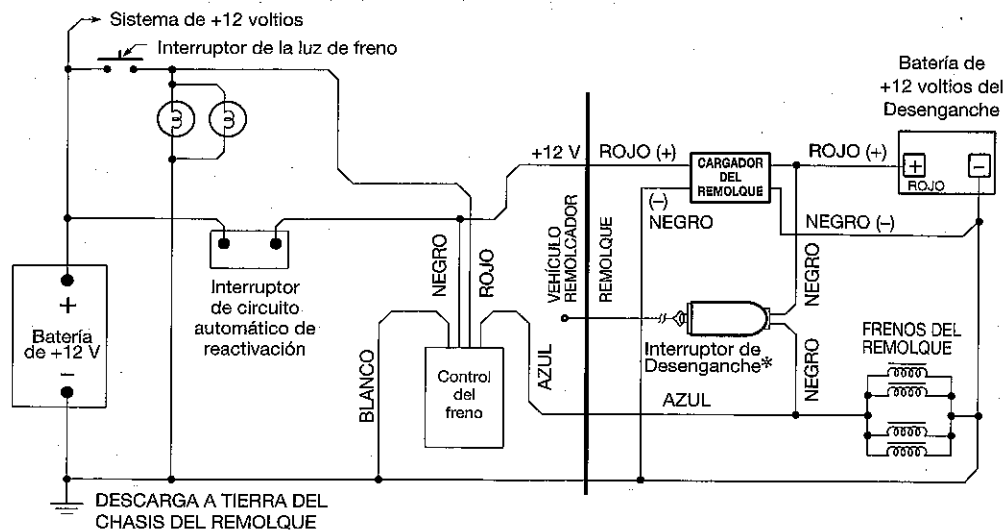 Sistema de +12 voltios
Interruptor de la luz de freno
Batería de
+12 voltios del
Desenganche
+12 V
ROJO (+)
CARGADOR
DEL
REMOLQUE
ROJO (+)
+
-
ROJO
(-)
NEGRO
NEGRO (-)
NEGRO
ROJO
VEHÍCULO
REMOLCADOR
REMOLQUE
NEGRO
+
Batería
de +12 V
-
Interruptor
de circuito
automático de
reactivación
Interruptor de
Desenganche*
NEGRO
FRENOS DEL
REMOLQUE
BLANCO
Control
del
freno
AZUL
AZUL
DESCARGA A TIERRA DEL
CHASIS DEL REMOLQUE